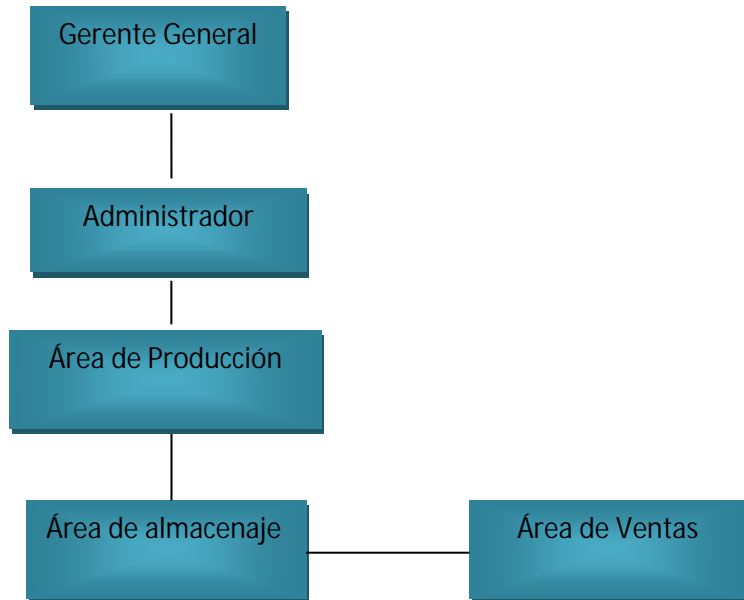 Gerente General
Administrador
Área de Producción
Área de almacenaje
Área de Ventas